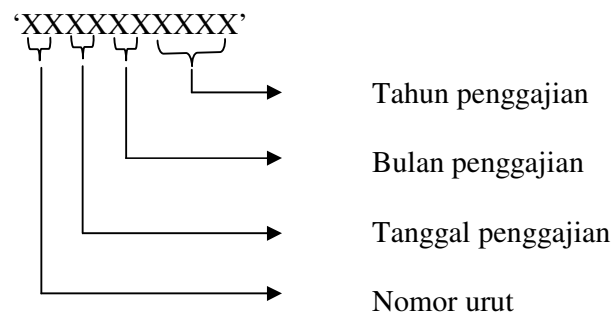 ‘XXXXXXXXXX’
Tahun penggajian
Bulan penggajian
Tanggal penggajian
Nomor urut